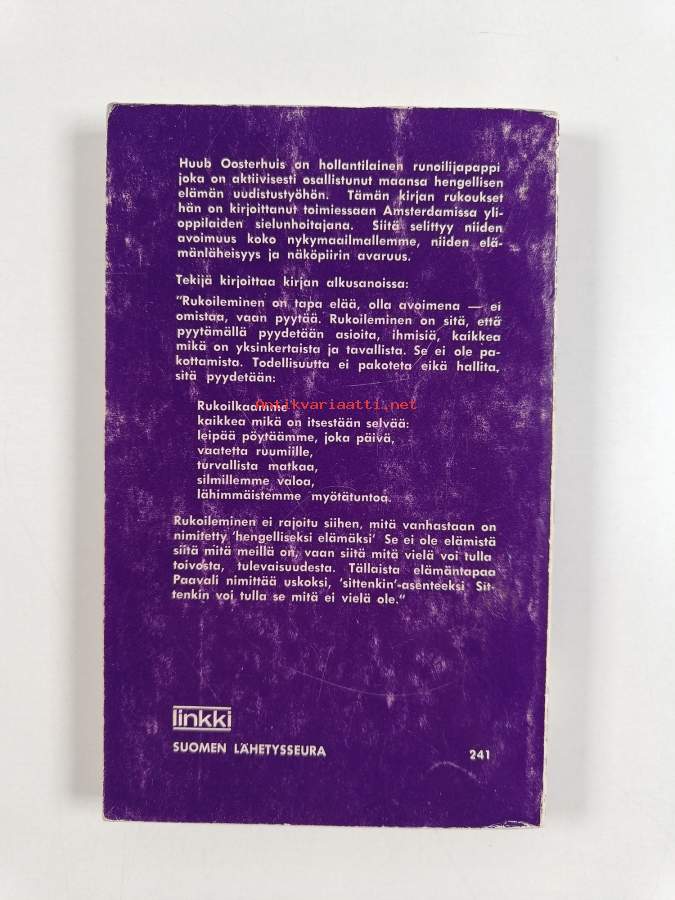 Huub Oosterhuis on hollantilainen runoilijapappi
joka on aktiivisesti osallistunut maansa hengellisen
elämän uudistustyöhön. Tämän kirjan rukoukset
hän on kirjoittanut toimiessaan Amsterdamissa yli-
oppilaiden sielunhoitajana. Siitä selittyy niiden
avoimuus koko nykymaailmallemme, niiden elä-
mänläheisyys ja näköpiirin avaruus.
Tekijä kirjoittaa kirjan alkusanoissa:
"Rukoileminen on tapa elää, olla avoimena — ei
omistaa, vaan pyytää. Rukoileminen on sitä, että
pyytämällä pyydetään asioita, ihmisiä, kaikkea
mikä on yksinkertaista ja tavallista. Se ei ole pa-
kottamista. Todellisuutta ei pakoteta eikä hallita,
sitä pyydetään:
Rukoilkaamme
Antikvariaatti.net
kaikkea mikä on itsestään selvää:
leipää pöytäämme, joka päivä,
vaatetta ruumiille,
turvallista matkaa,
silmillemme valoa,
lähimmäistemme myötätuntoa.
Rukoileminen ei rajoitu siihen, mitä vanhastaan on
nimitetty 'hengelliseksi elämäksi' Se ei ole elämistä
siitä mitä meillä on, vaan siitä mitä vielä voi tulla
toivosta, tulevaisuudesta. Tällaista elämäntapaa
Paavali nimittää uskoksi, 'sittenkin'-asenteeksi Sit-
tenkin voi tulla se mitä ei vielä ole."
linkki
SUOMEN LÄHETYSSEURA
241